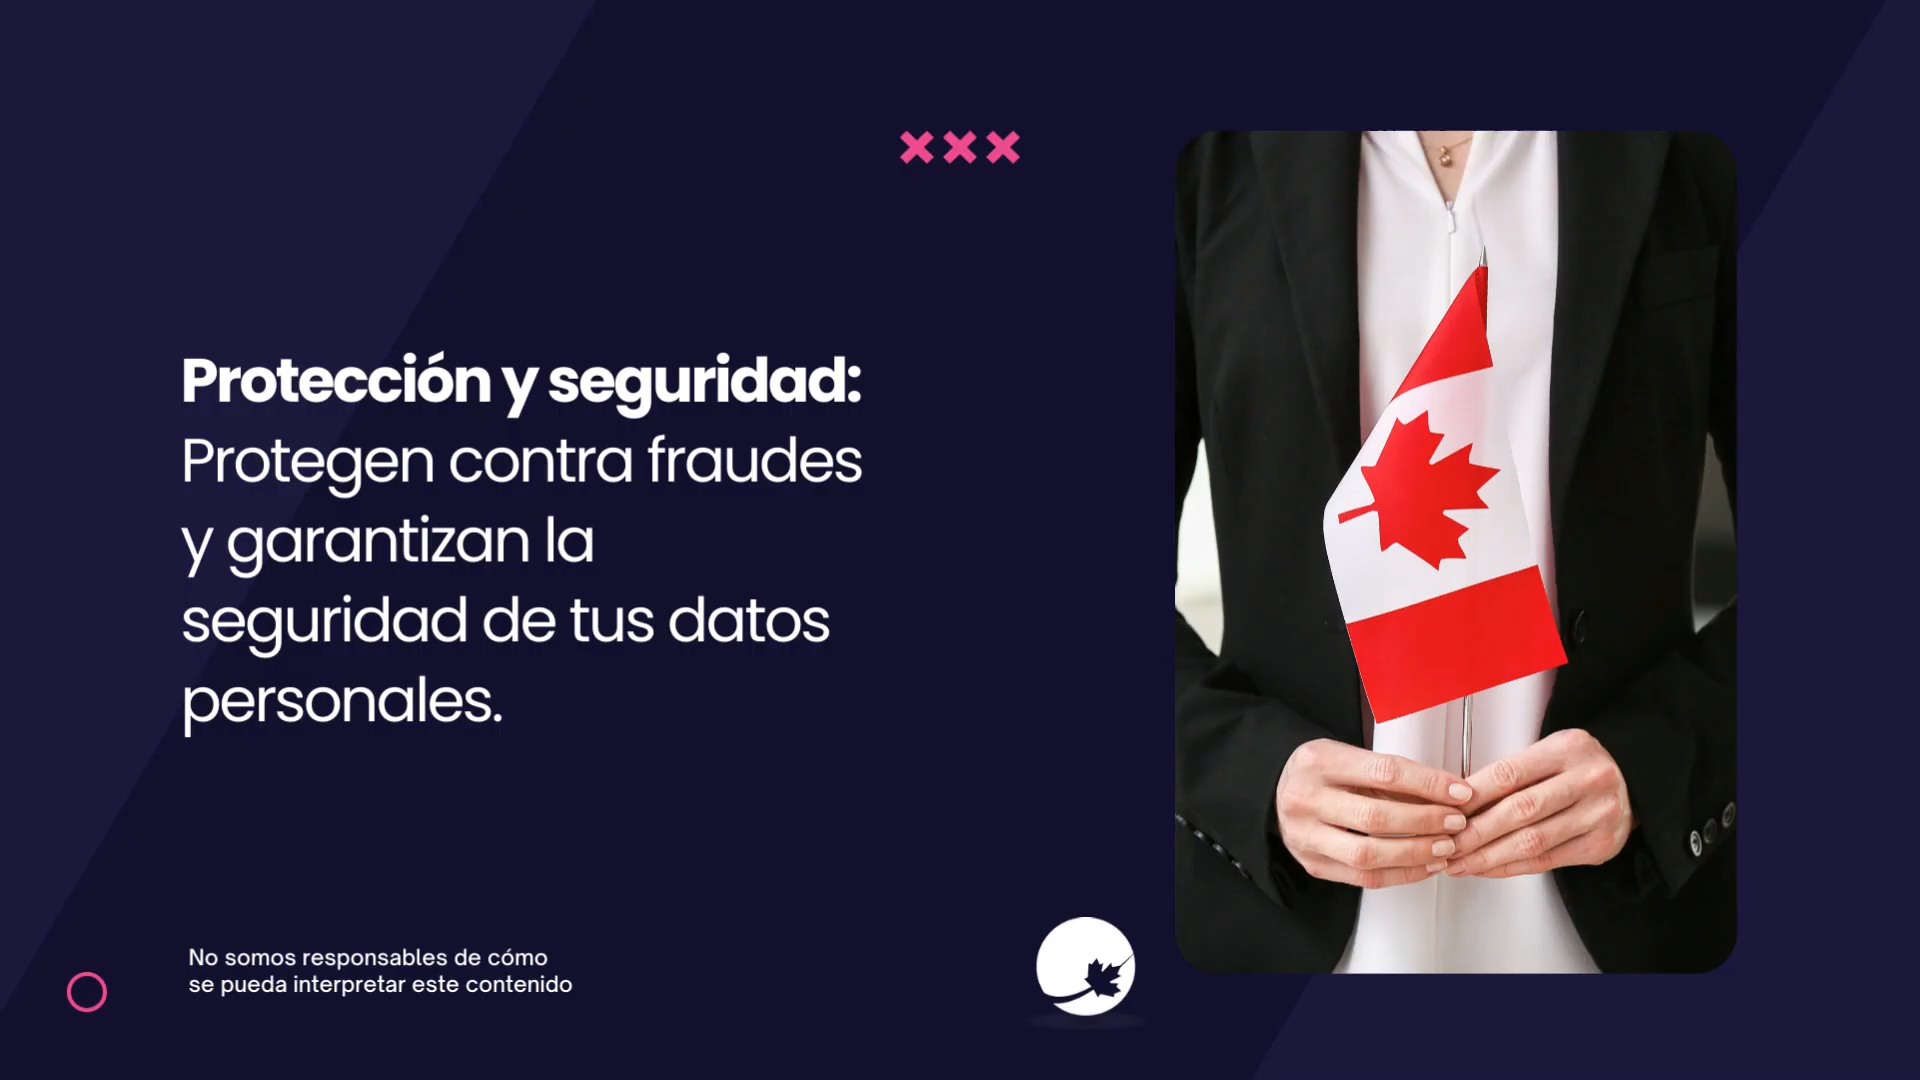 Protección y seguridad:
Protegen contra fraudes
y garantizan la
seguridad de tus datos
personales.
No somos responsables de cómo
se pueda interpretar este contenido